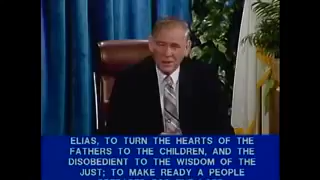 ELIAS, TO TURN THE HEARTS OF THE
FATHERS TO THE CHILDREN, AND THE
DISOBEDIENT TO THE WISDOM OF THE
JUST; TO MAKE READY A PEOPLE